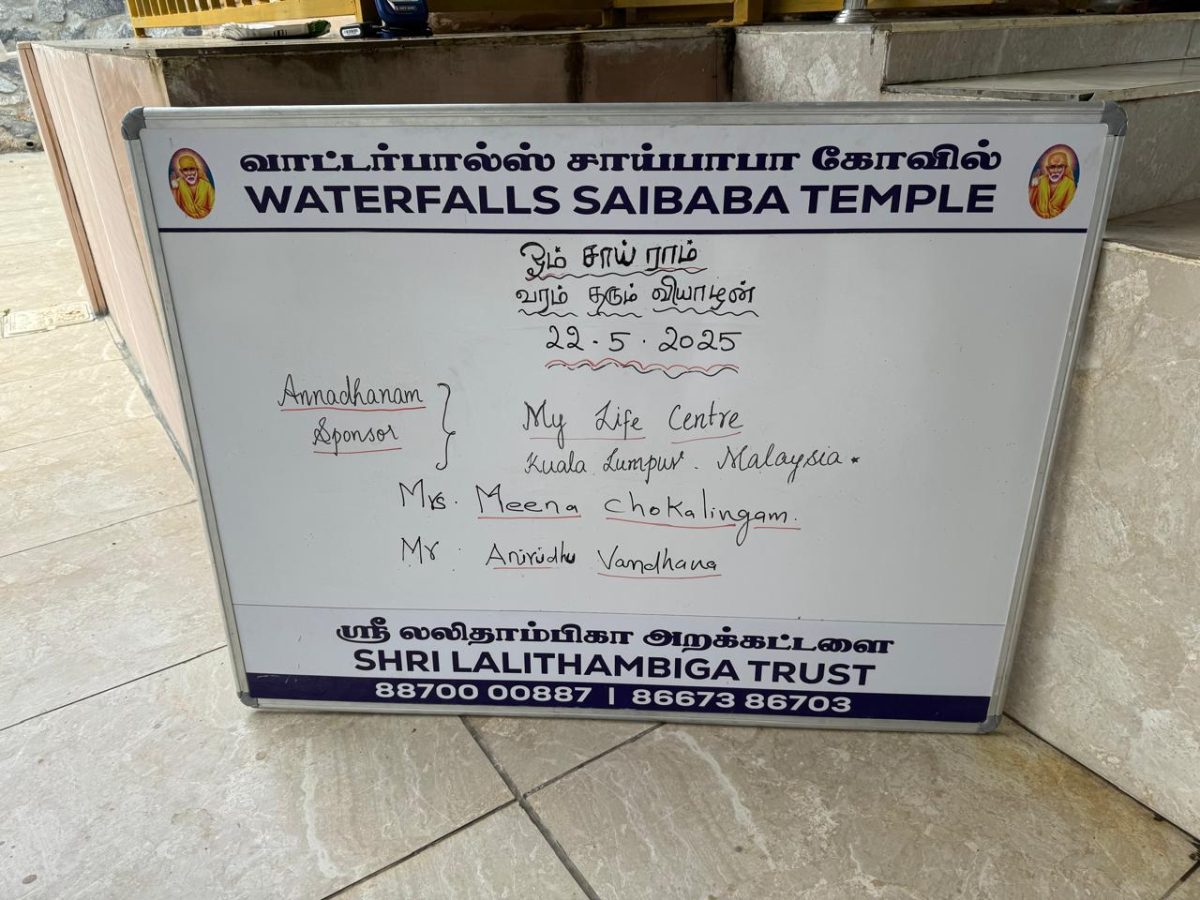 வாட்டர்பால்ஸ் சாய்பாபா கோவில்
WATERFALLS SAIBABA TEMPLE
ஓம் சாய் ராம்
வரம் தரும் வியாழன்
22.5.2025
Annadhanam
Sponsor
My Life Centre
Kuala Lumpur. Malaysia.
Mrs. Meena Chokalingam.
Mr. Anirudhu Vandhana
ஸ்ரீ லலிதாம்பிகா அறக்கட்டளை
SHRI LALITHAMBIGA TRUST
88700 00887 | 86673 86703